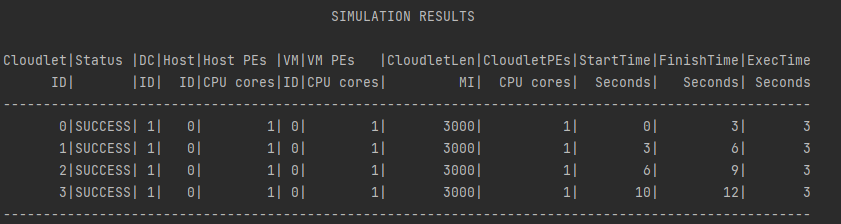 SIMULATION RESULTS
Cloudlet|Status |DC|Host|Host PEs |VM|VM PEs   |CloudletLen|CloudletPEs|StartTime|FinishTime|ExecTime
      ID|       |ID|  ID|CPU cores|ID|CPU cores|         MI|  CPU cores|  Seconds|   Seconds| Seconds
-----------------------------------------------------------------------------------------------------
       0|SUCCESS| 1|   0|        1| 0|        1|       3000|          1|        0|         3|       3
       1|SUCCESS| 1|   0|        1| 0|        1|       3000|          1|        3|         6|       3
       2|SUCCESS| 1|   0|        1| 0|        1|       3000|          1|        6|         9|       3
       3|SUCCESS| 1|   0|        1| 0|        1|       3000|          1|       10|        12|       3
-----------------------------------------------------------------------------------------------------